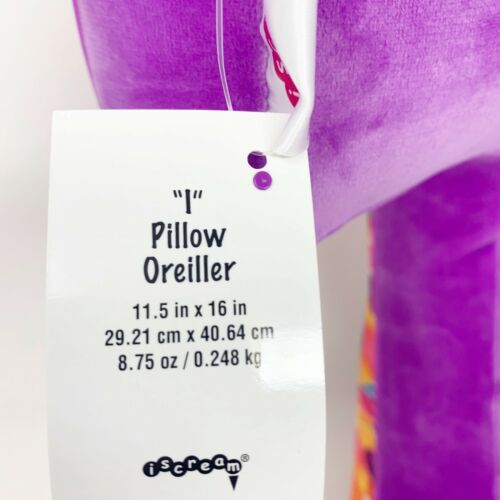 "I"
Pillow
Oreiller
11.5 in x 16 in
29.21 cm x 40.64 cm
8.75 oz / 0.248 kg
iscream®